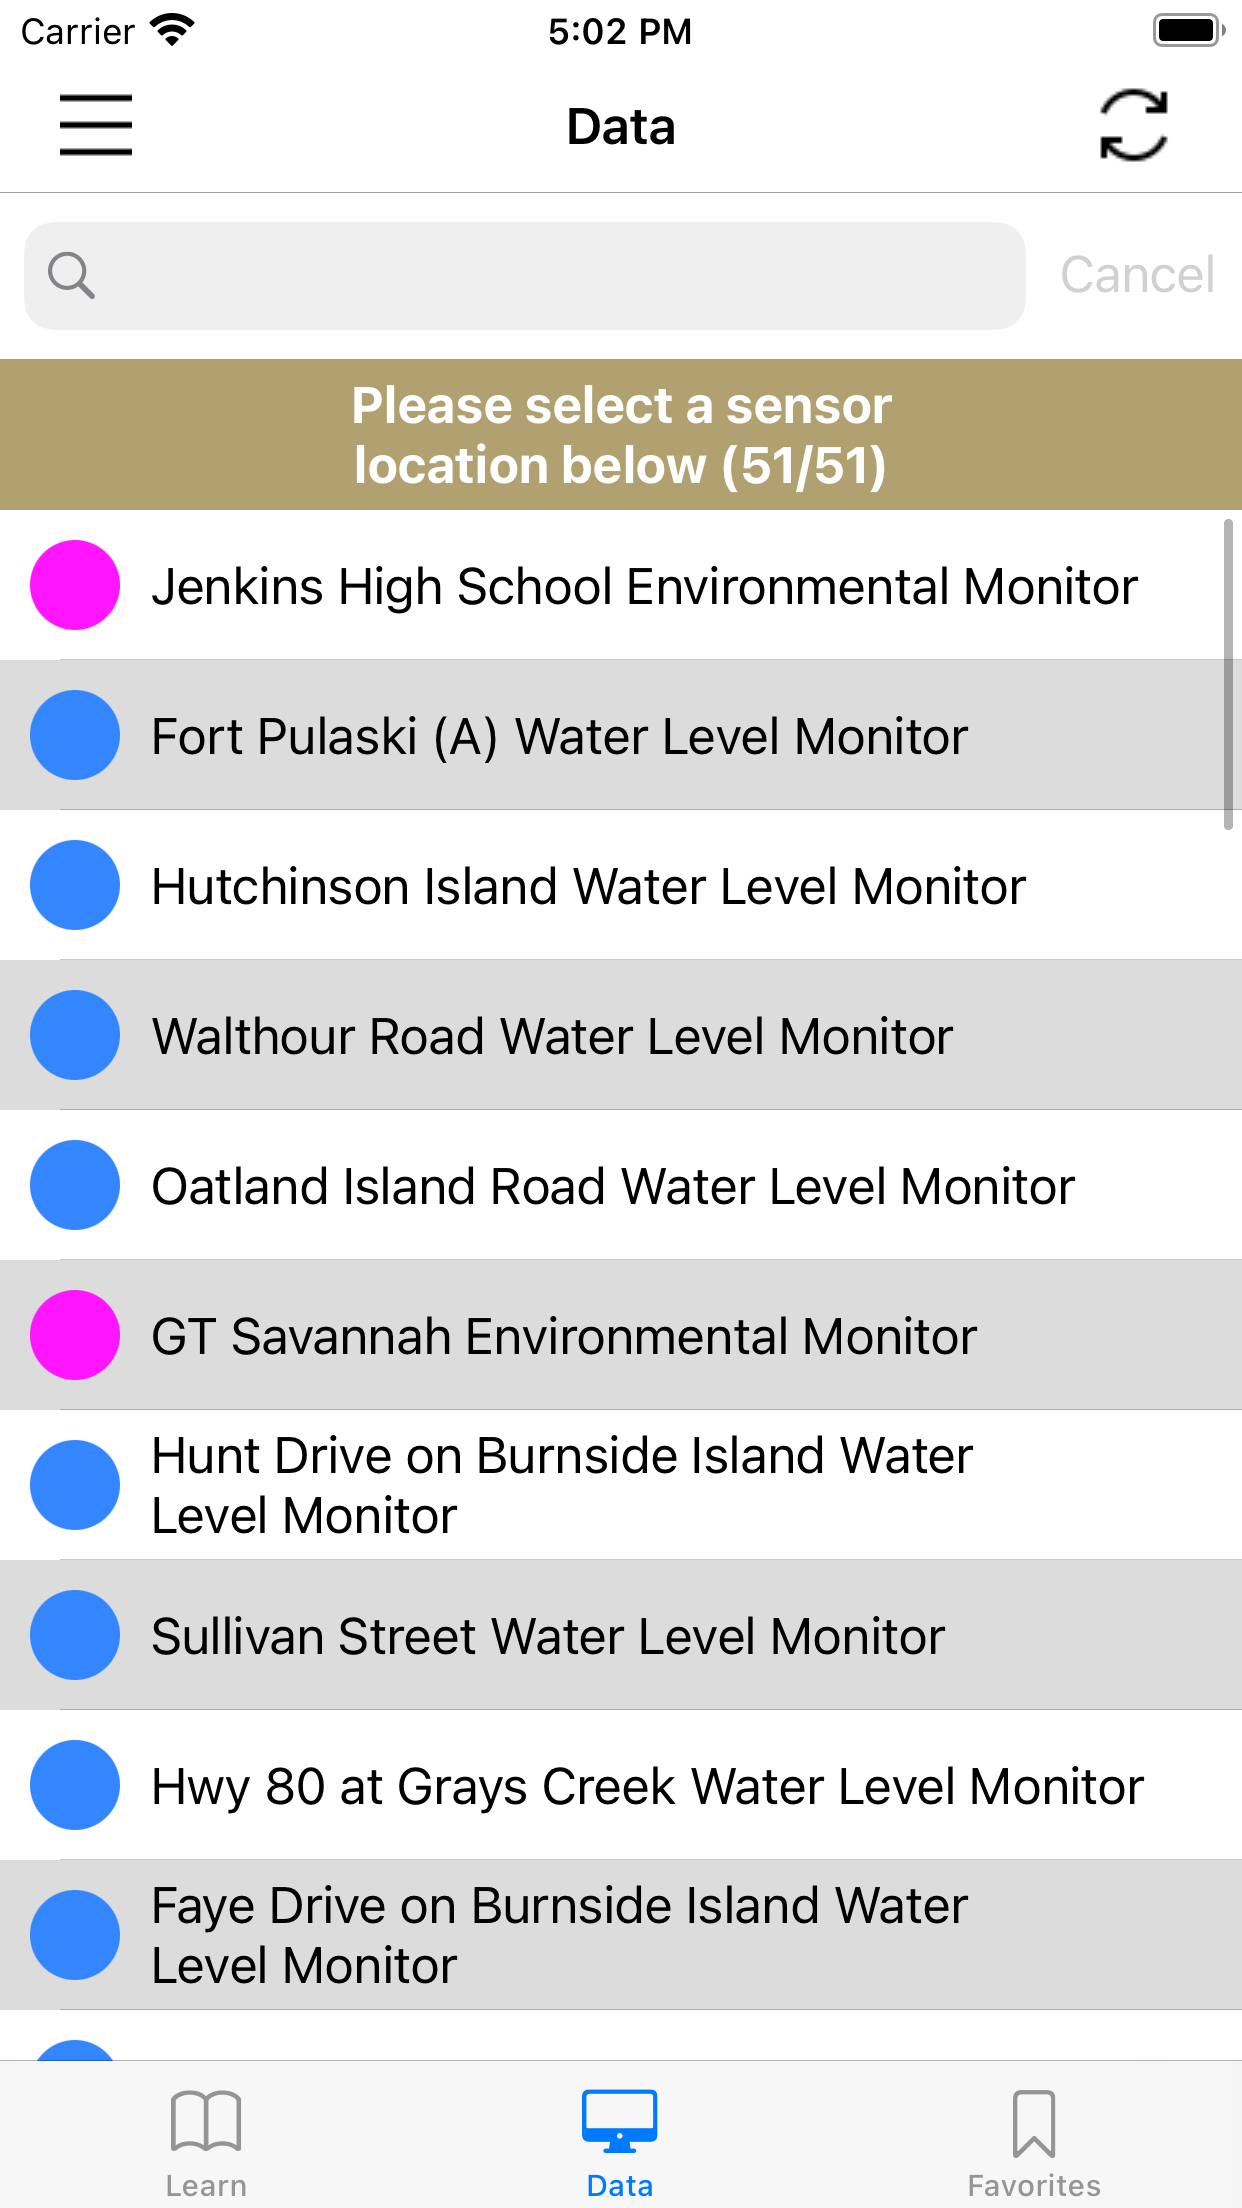 Carrier 5:02 PM
Data
Cancel
Please select a sensor
location below (51/51)
Jenkins High School Environmental Monitor
Fort Pulaski (A) Water Level Monitor
Hutchinson Island Water Level Monitor
Walthour Road Water Level Monitor
Oatland Island Road Water Level Monitor
GT Savannah Environmental Monitor
Hunt Drive on Burnside Island Water
Level Monitor
Sullivan Street Water Level Monitor
Hwy 80 at Grays Creek Water Level Monitor
Faye Drive on Burnside Island Water
Level Monitor
Learn Data Favorites